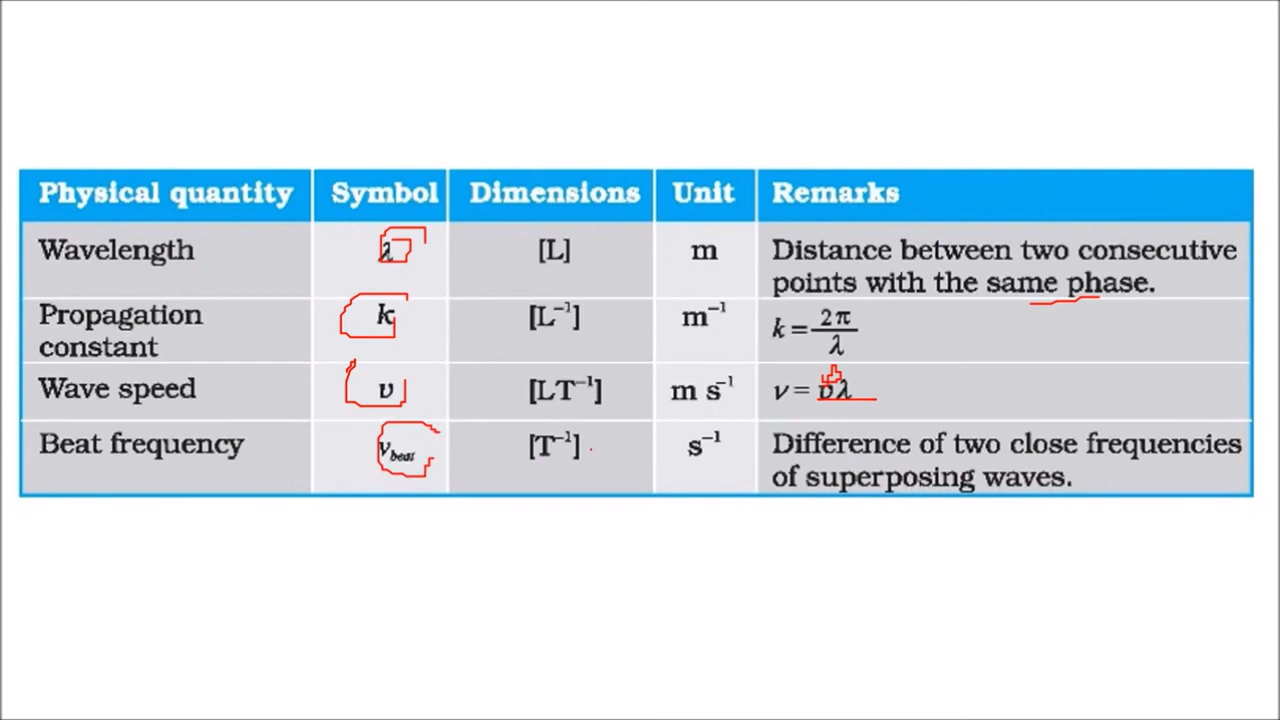 Physical quantity Symbol Dimensions Unit Remarks
Wavelength λ [L] m Distance between two consecutive
points with the same phase.
Propagation
constant k [L⁻¹] m⁻¹ k = 2π/λ
Wave speed υ [LT⁻¹] m s⁻¹ ν = υλ
Beat frequency ν_beat [T⁻¹] s⁻¹ Difference of two close frequencies
of superposing waves.